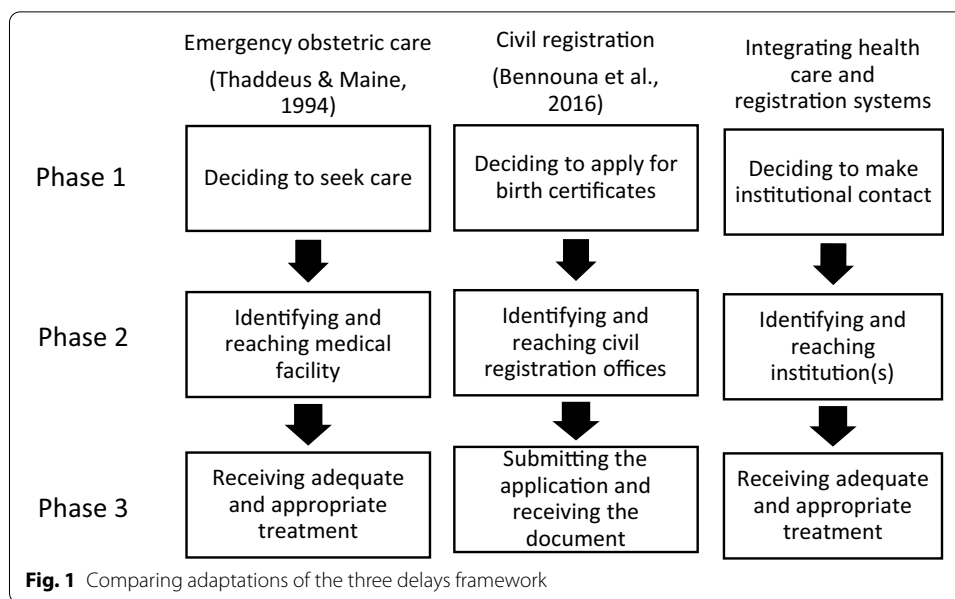 Emergency obstetric care
(Thaddeus & Maine,
1994)
Civil registration
(Bennouna et al.,
2016)
Integrating health
care and
registration systems
Phase 1
Deciding to seek care
Deciding to apply for
birth certificates
Deciding to make
institutional contact
Phase 2
Identifying and
reaching medical
facility
Identifying and
reaching civil
registration offices
Identifying and
reaching
institution(s)
Phase 3
Receiving adequate
and appropriate
treatment
Submitting the
application and
receiving the
document
Receiving adequate
and appropriate
treatment
Fig. 1 Comparing adaptations of the three delays framework